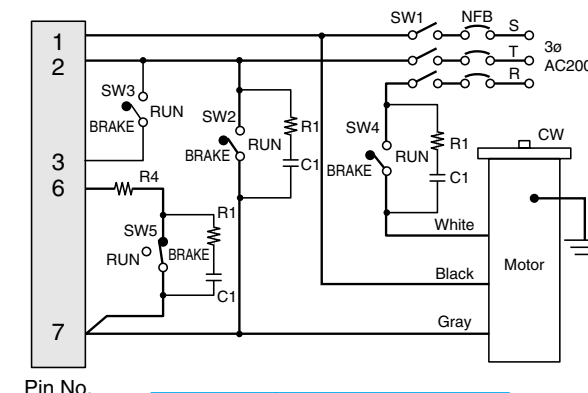 SW1
NFB
S
T
R
3ø
AC200
1
2
3
6
7
SW3
RUN
BRAKE
SW2
RUN
BRAKE
R1
C1
SW4
RUN
BRAKE
R1
C1
CW
R4
R1
SW5
RUN
BRAKE
C1
White
Black
Gray
Motor
Pin No.